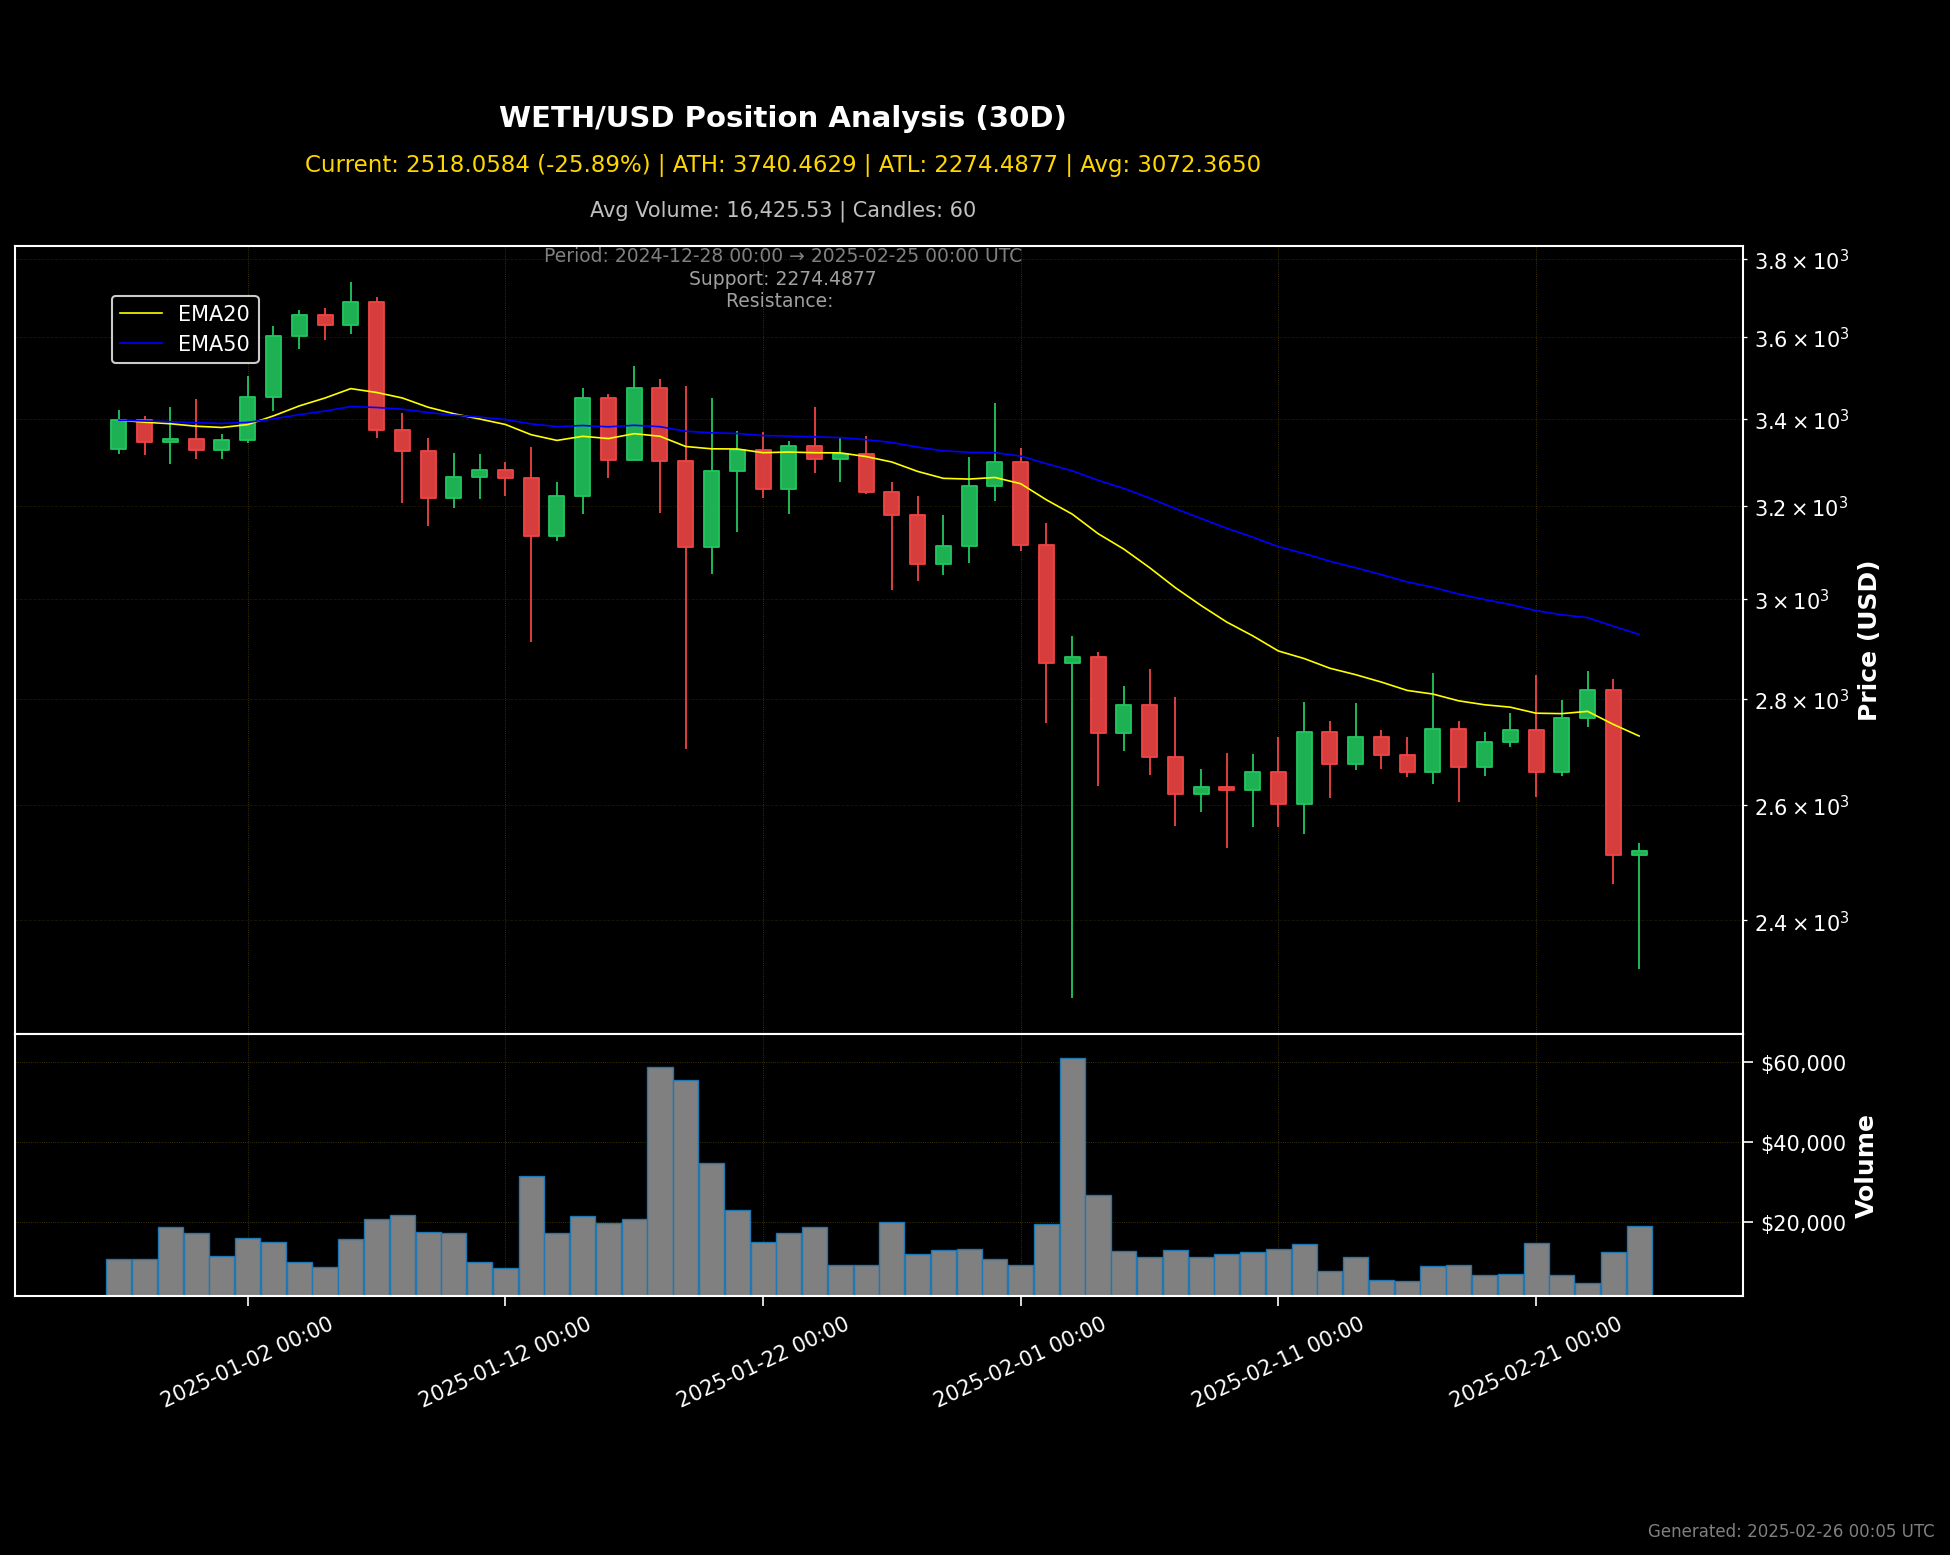 WETH/USD Position Analysis (30D)
Current: 2518.0584 (-25.89%) | ATH: 3740.4629 | ATL: 2274.4877 | Avg: 3072.3650
Avg Volume: 16,425.53 | Candles: 60
Period: 2024-12-28 00:00 → 2025-02-25 00:00 UTC
Support: 2274.4877
Resistance:
EMA20
EMA50
3.8 × 10³
3.6 × 10³
3.4 × 10³
3.2 × 10³
3 × 10³
2.8 × 10³
2.6 × 10³
2.4 × 10³
Price (USD)
$60,000
$40,000
$20,000
Volume
2025-01-02 00:00
2025-01-12 00:00
2025-01-22 00:00
2025-02-01 00:00
2025-02-11 00:00
2025-02-21 00:00
Generated: 2025-02-26 00:05 UTC